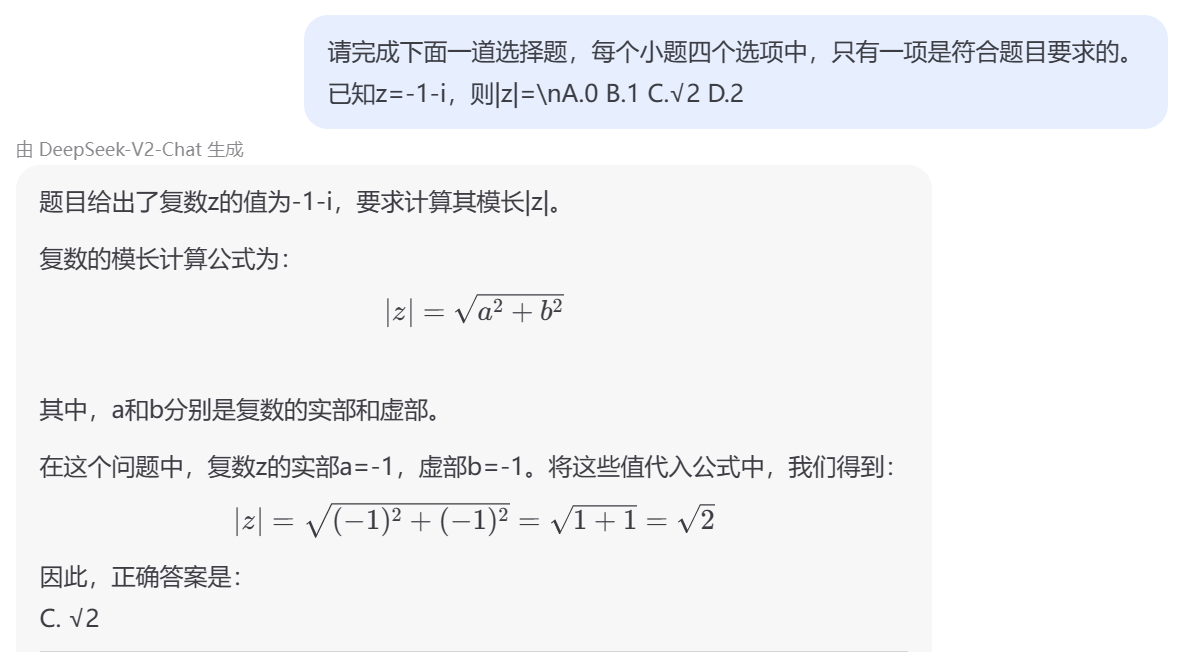 请完成下面一道选择题，每个小题四个选项中，只有一项是符合题目要求的。
已知z=-1-i，则|z|=\nA.0 B.1 C.√2 D.2
由 DeepSeek-V2-Chat 生成
题目给出了复数z的值为-1-i，要求计算其模长|z|。
复数的模长计算公式为：
|z| = √(a² + b²)
其中，a和b分别是复数的实部和虚部。
在这个问题中，复数z的实部a=-1，虚部b=-1。将这些值代入公式中，我们得到：
|z| = √((−1)² + (−1)²) = √(1 + 1) = √2
因此，正确答案是：
C. √2